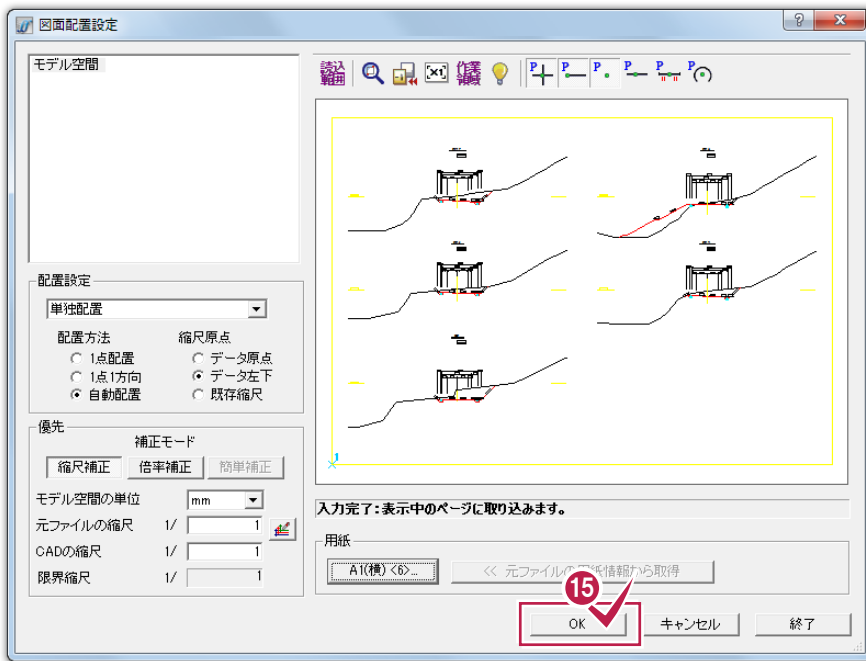 図面配置設定
モデル空間
読込範囲
×1
作業領域
P P P P P P
1
配置設定
単独配置
配置方法 縮尺原点
1点配置 データ原点
1点1方向 データ左下
自動配置 既存縮尺
優先
補正モード
縮尺補正 倍率補正 簡単補正
モデル空間の単位 mm
元ファイルの縮尺 1/ 1
CADの縮尺 1/ 1
限界縮尺 1/ 1
入力完了：表示中のページに取り込みます。
用紙
A1(横) <6>... << 元ファイルの用紙情報から取得
15
OK キャンセル 終了